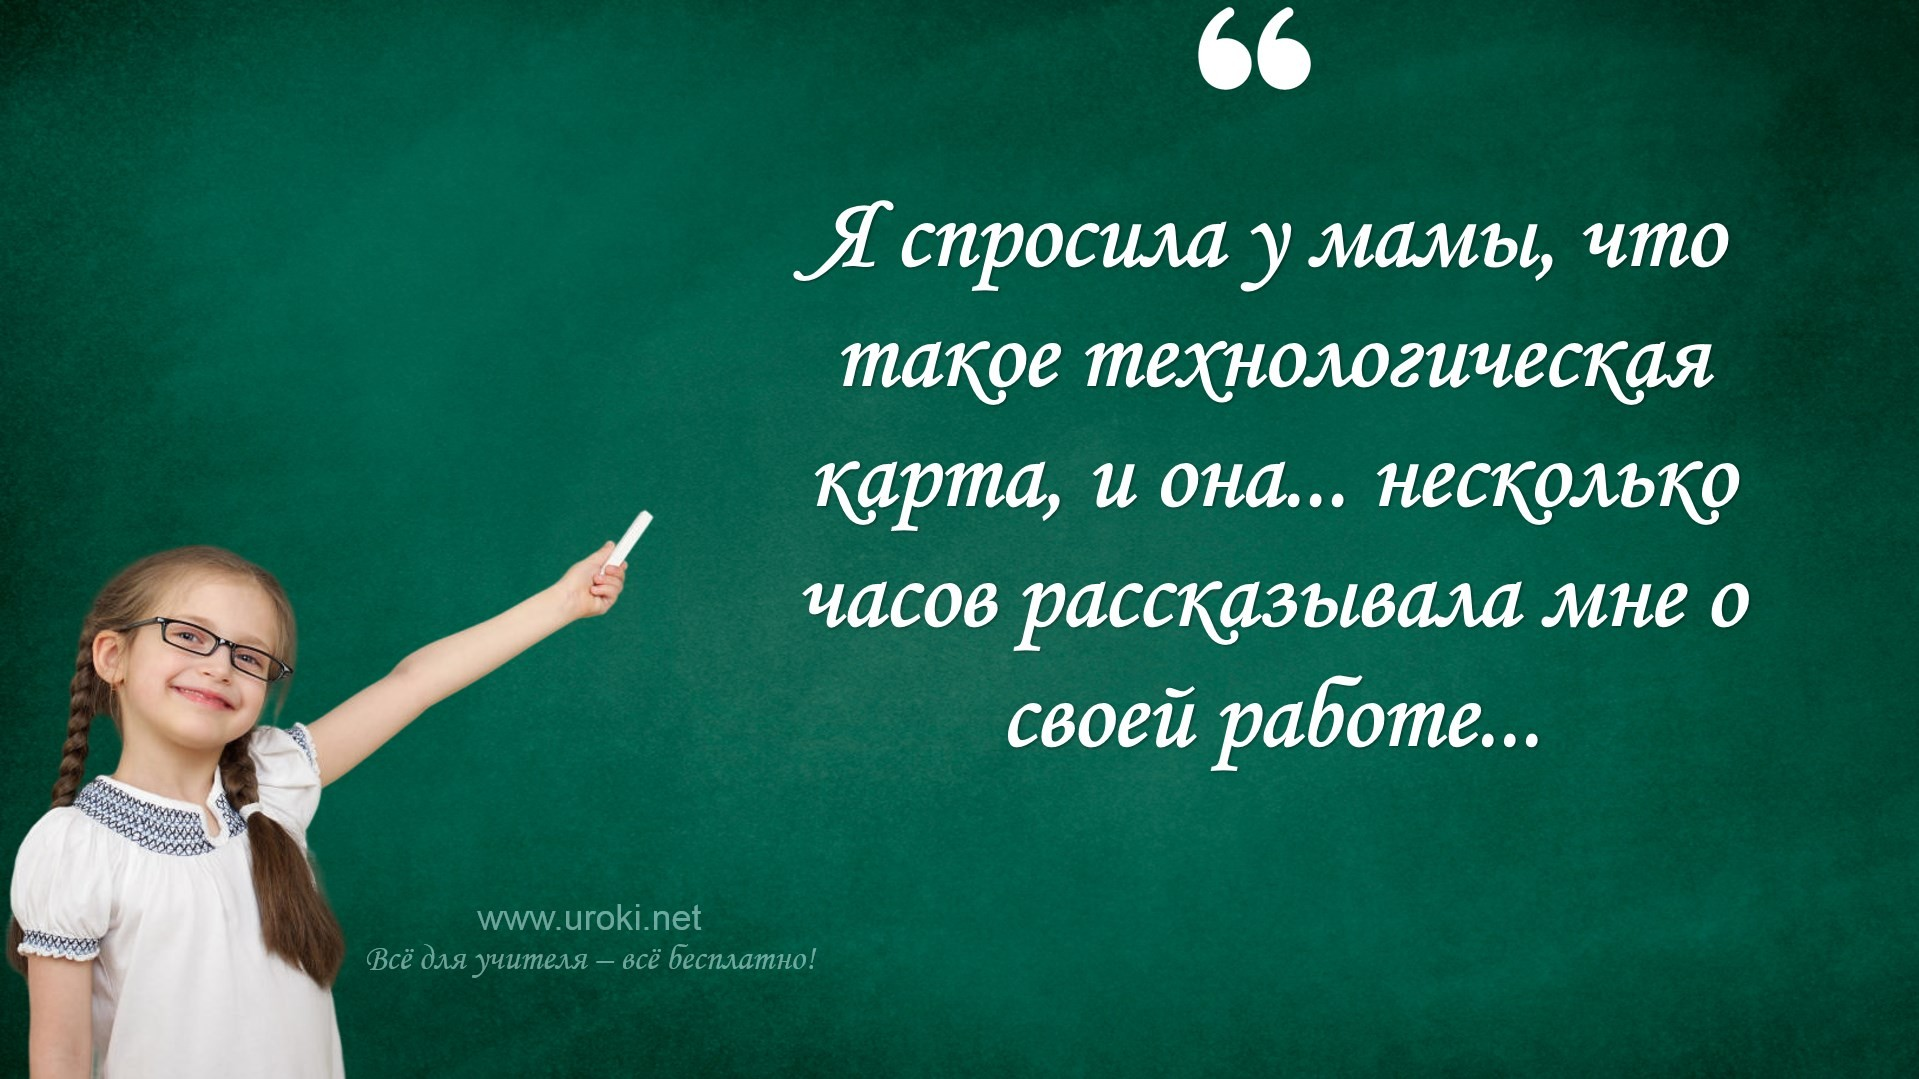 “
Я спросила у мамы, что
такое технологическая
карта, и она... несколько
часов рассказывала мне о
своей работе...
www.uroki.net
Всё для учителя – всё бесплатно!